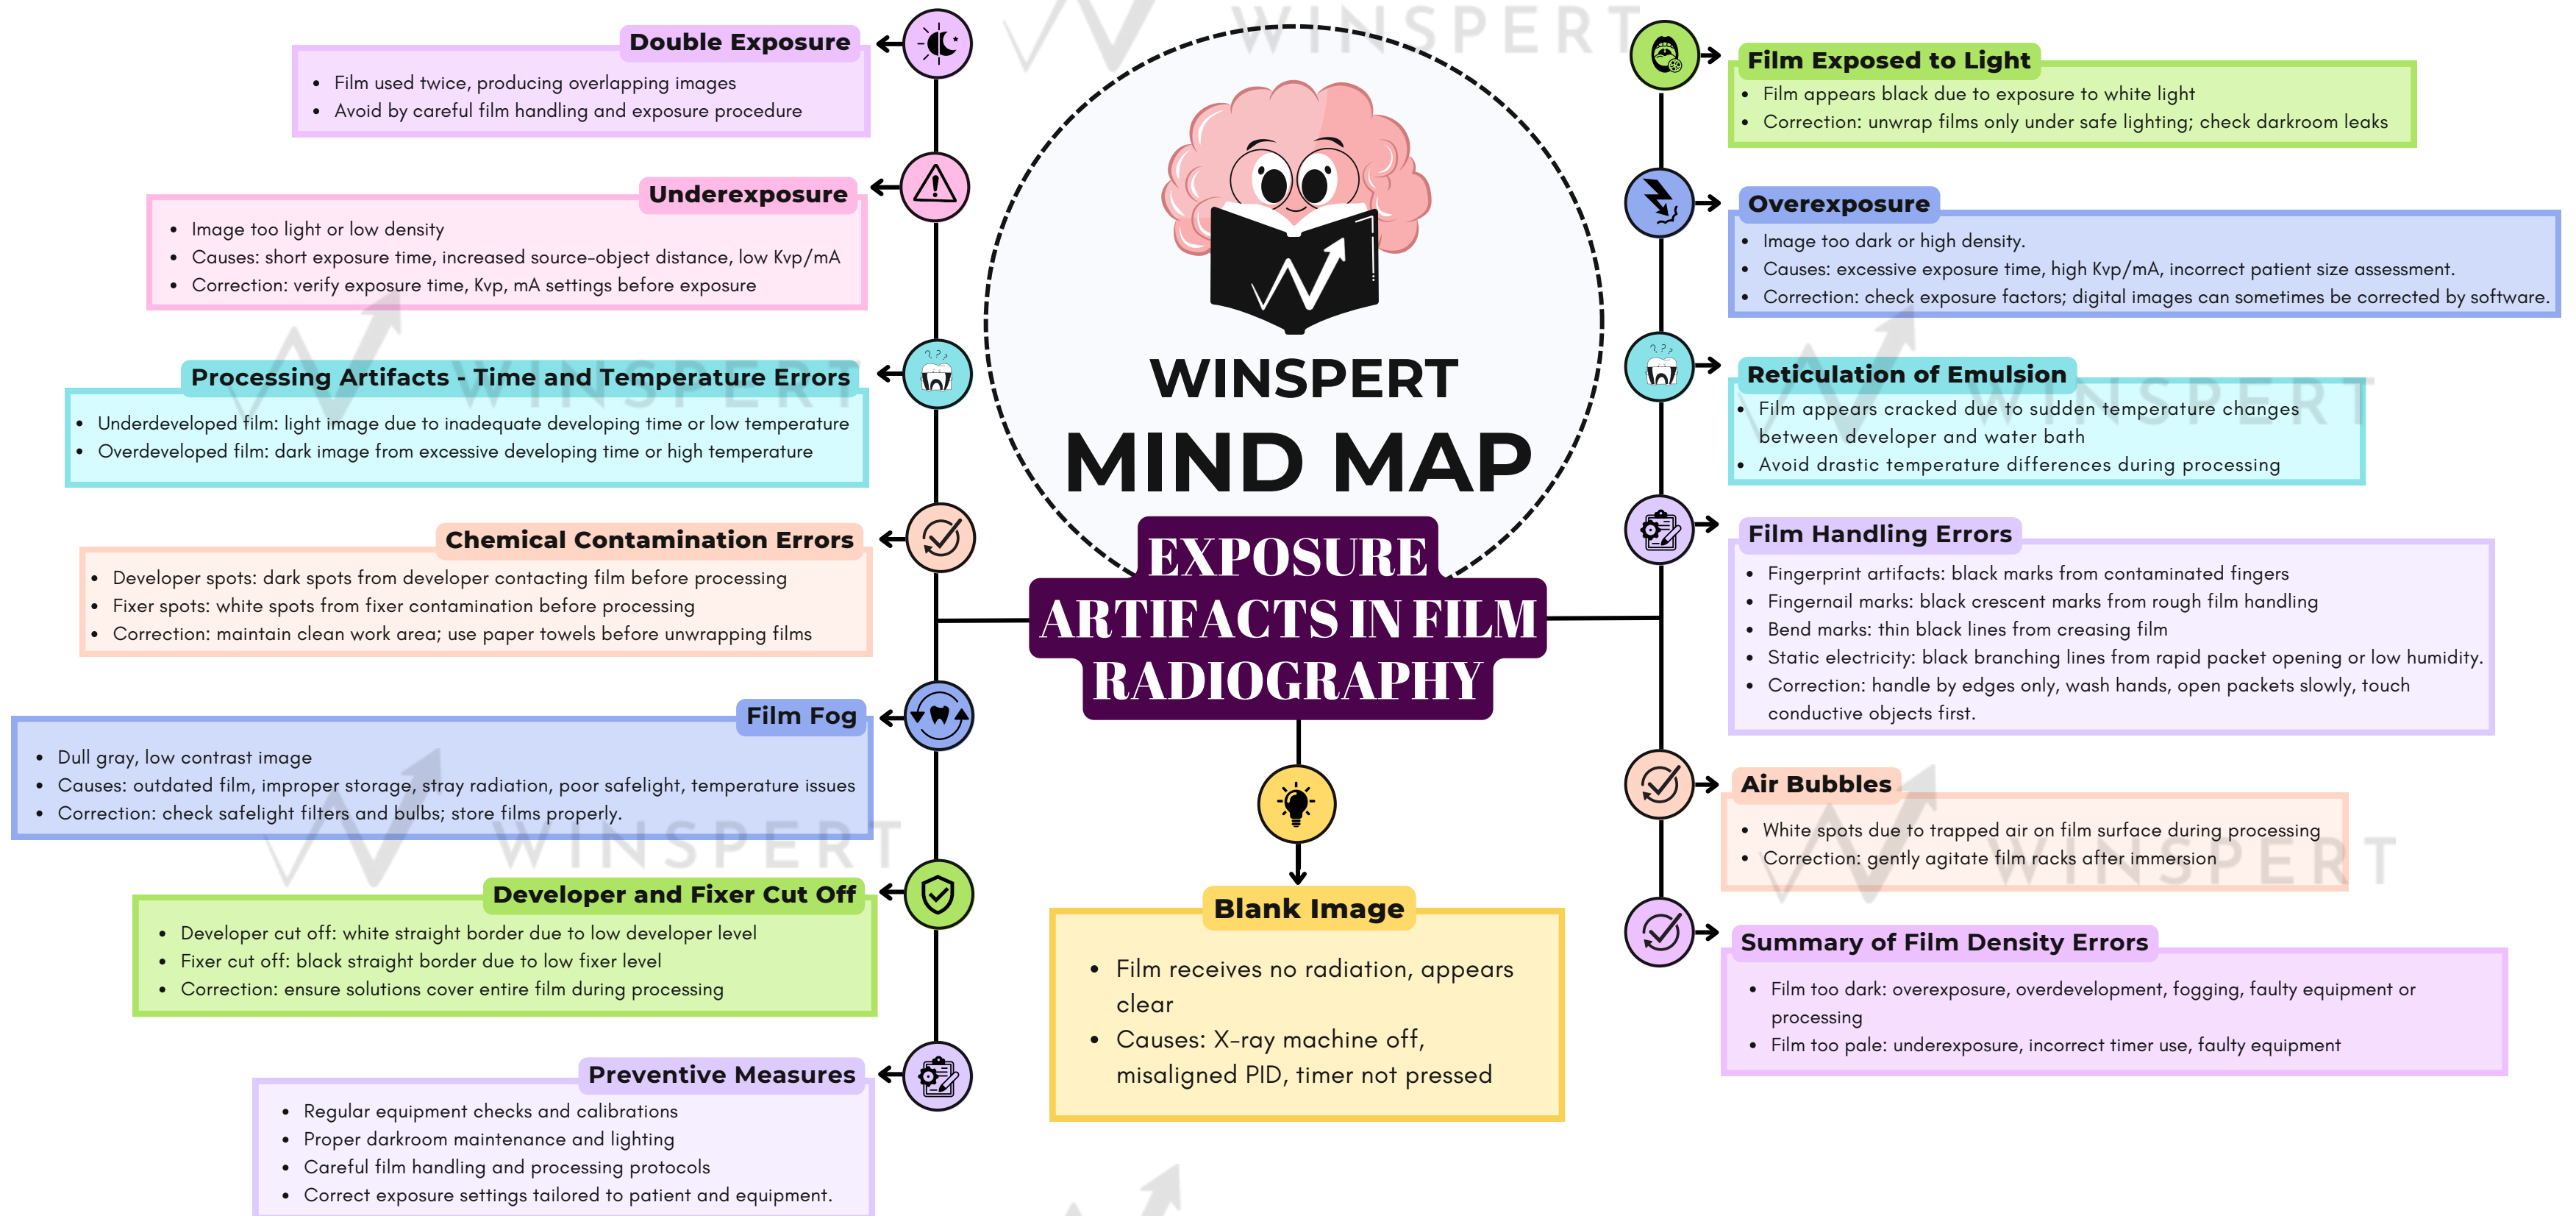 WINSPERT
MIND MAP
EXPOSURE
ARTIFACTS IN FILM
RADIOGRAPHY
Double Exposure
• Film used twice, producing overlapping images
• Avoid by careful film handling and exposure procedure
Underexposure
• Image too light or low density
• Causes: short exposure time, increased source-object distance, low Kvp/mA
• Correction: verify exposure time, Kvp, mA settings before exposure
Processing Artifacts - Time and Temperature Errors
• Underdeveloped film: light image due to inadequate developing time or low temperature
• Overdeveloped film: dark image from excessive developing time or high temperature
Chemical Contamination Errors
• Developer spots: dark spots from developer contacting film before processing
• Fixer spots: white spots from fixer contamination before processing
• Correction: maintain clean work area; use paper towels before unwrapping films
Film Fog
• Dull gray, low contrast image
• Causes: outdated film, improper storage, stray radiation, poor safelight, temperature issues
• Correction: check safelight filters and bulbs; store films properly.
Developer and Fixer Cut Off
• Developer cut off: white straight border due to low developer level
• Fixer cut off: black straight border due to low fixer level
• Correction: ensure solutions cover entire film during processing
Preventive Measures
• Regular equipment checks and calibrations
• Proper darkroom maintenance and lighting
• Careful film handling and processing protocols
• Correct exposure settings tailored to patient and equipment.
Blank Image
• Film receives no radiation, appears
clear
• Causes: X-ray machine off,
misaligned PID, timer not pressed
Film Exposed to Light
• Film appears black due to exposure to white light
• Correction: unwrap films only under safe lighting; check darkroom leaks
Overexposure
• Image too dark or high density.
• Causes: excessive exposure time, high Kvp/mA, incorrect patient size assessment.
• Correction: check exposure factors; digital images can sometimes be corrected by software.
Reticulation of Emulsion
• Film appears cracked due to sudden temperature changes
between developer and water bath
• Avoid drastic temperature differences during processing
Film Handling Errors
• Fingerprint artifacts: black marks from contaminated fingers
• Fingernail marks: black crescent marks from rough film handling
• Bend marks: thin black lines from creasing film
• Static electricity: black branching lines from rapid packet opening or low humidity.
• Correction: handle by edges only, wash hands, open packets slowly, touch
conductive objects first.
Air Bubbles
• White spots due to trapped air on film surface during processing
• Correction: gently agitate film racks after immersion
Summary of Film Density Errors
• Film too dark: overexposure, overdevelopment, fogging, faulty equipment or
processing
• Film too pale: underexposure, incorrect timer use, faulty equipment
WINSPERT
WINSPERT
WINSPERT
WINSPERT
WINSPERT